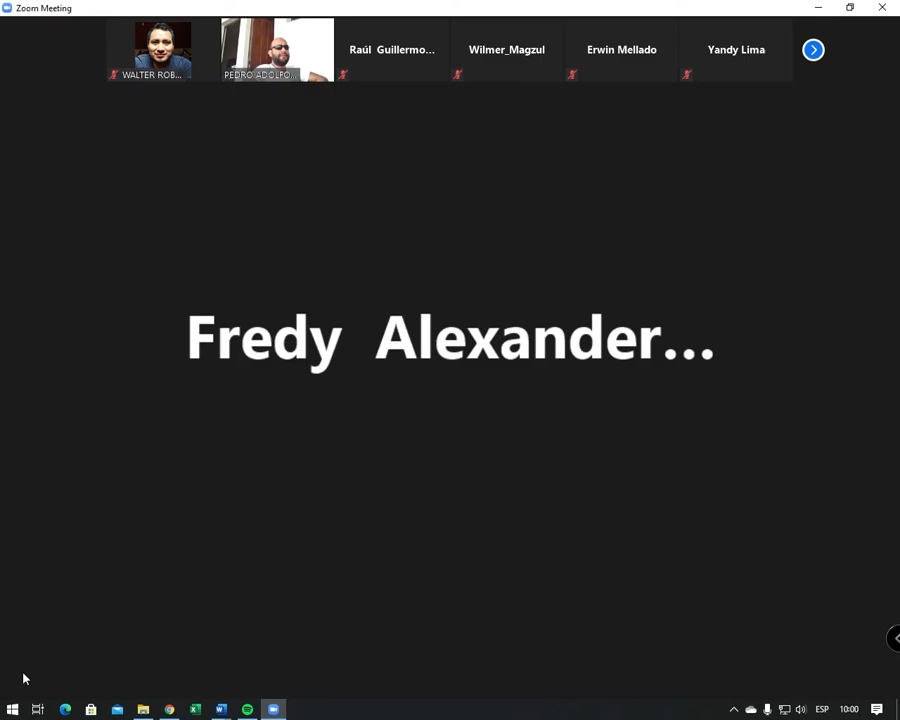 Zoom Meeting
WALTER ROB...
PEDRO ADOLFO...
Raúl Guillermo...
Wilmer_Magzul
Erwin Mellado
Yandy Lima
Fredy Alexander...
ESP
10:00